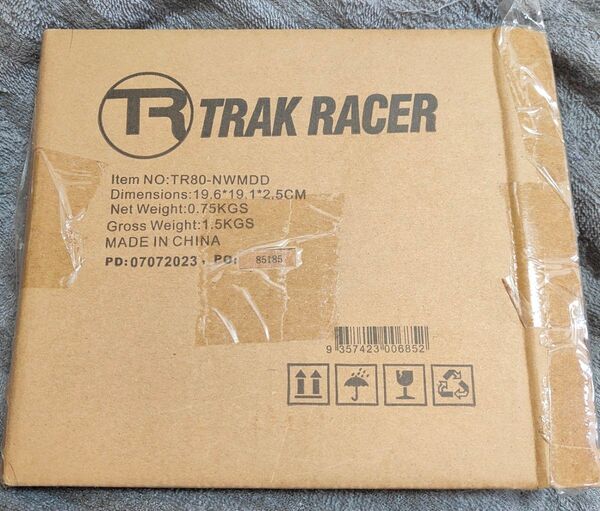 TR TRAK RACER
Item NO:TR80-NWMDD
Dimensions:19.6*19.1*2.5CM
Net Weight:0.75KGS
Gross Weight:1.5KGS
MADE IN CHINA
PD:07072023, PO: 85185
9 357423 006852